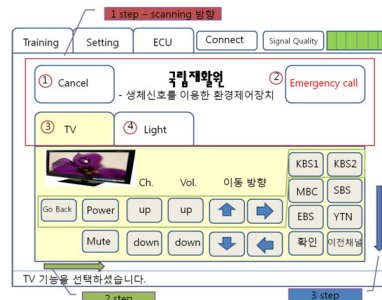 1 step – scanning 방향
Training Setting ECU Connect Signal Quality
① Cancel 국립재활원 ② Emergency call
- 생체신호를 이용한 환경제어장치
③ TV ④ Light
KBS1 KBS2
Ch. Vol. 이동 방향
MBC SBS
Go Back Power up up
EBS YTN
Mute down down 확인 이전채널
TV 기능을 선택하셨습니다.
2 step 3 step